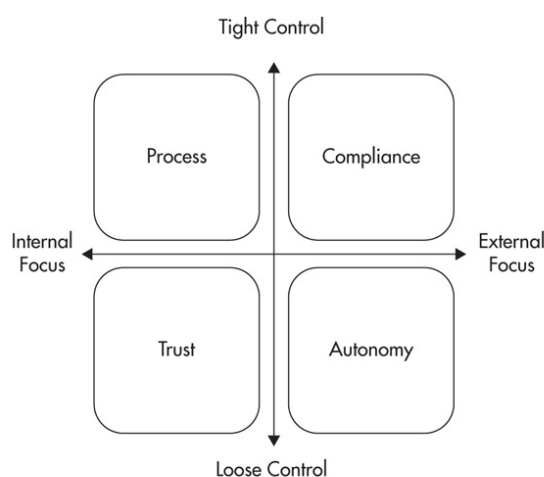 Tight Control
Process
Compliance
Internal
Focus
External
Focus
Trust
Autonomy
Loose Control